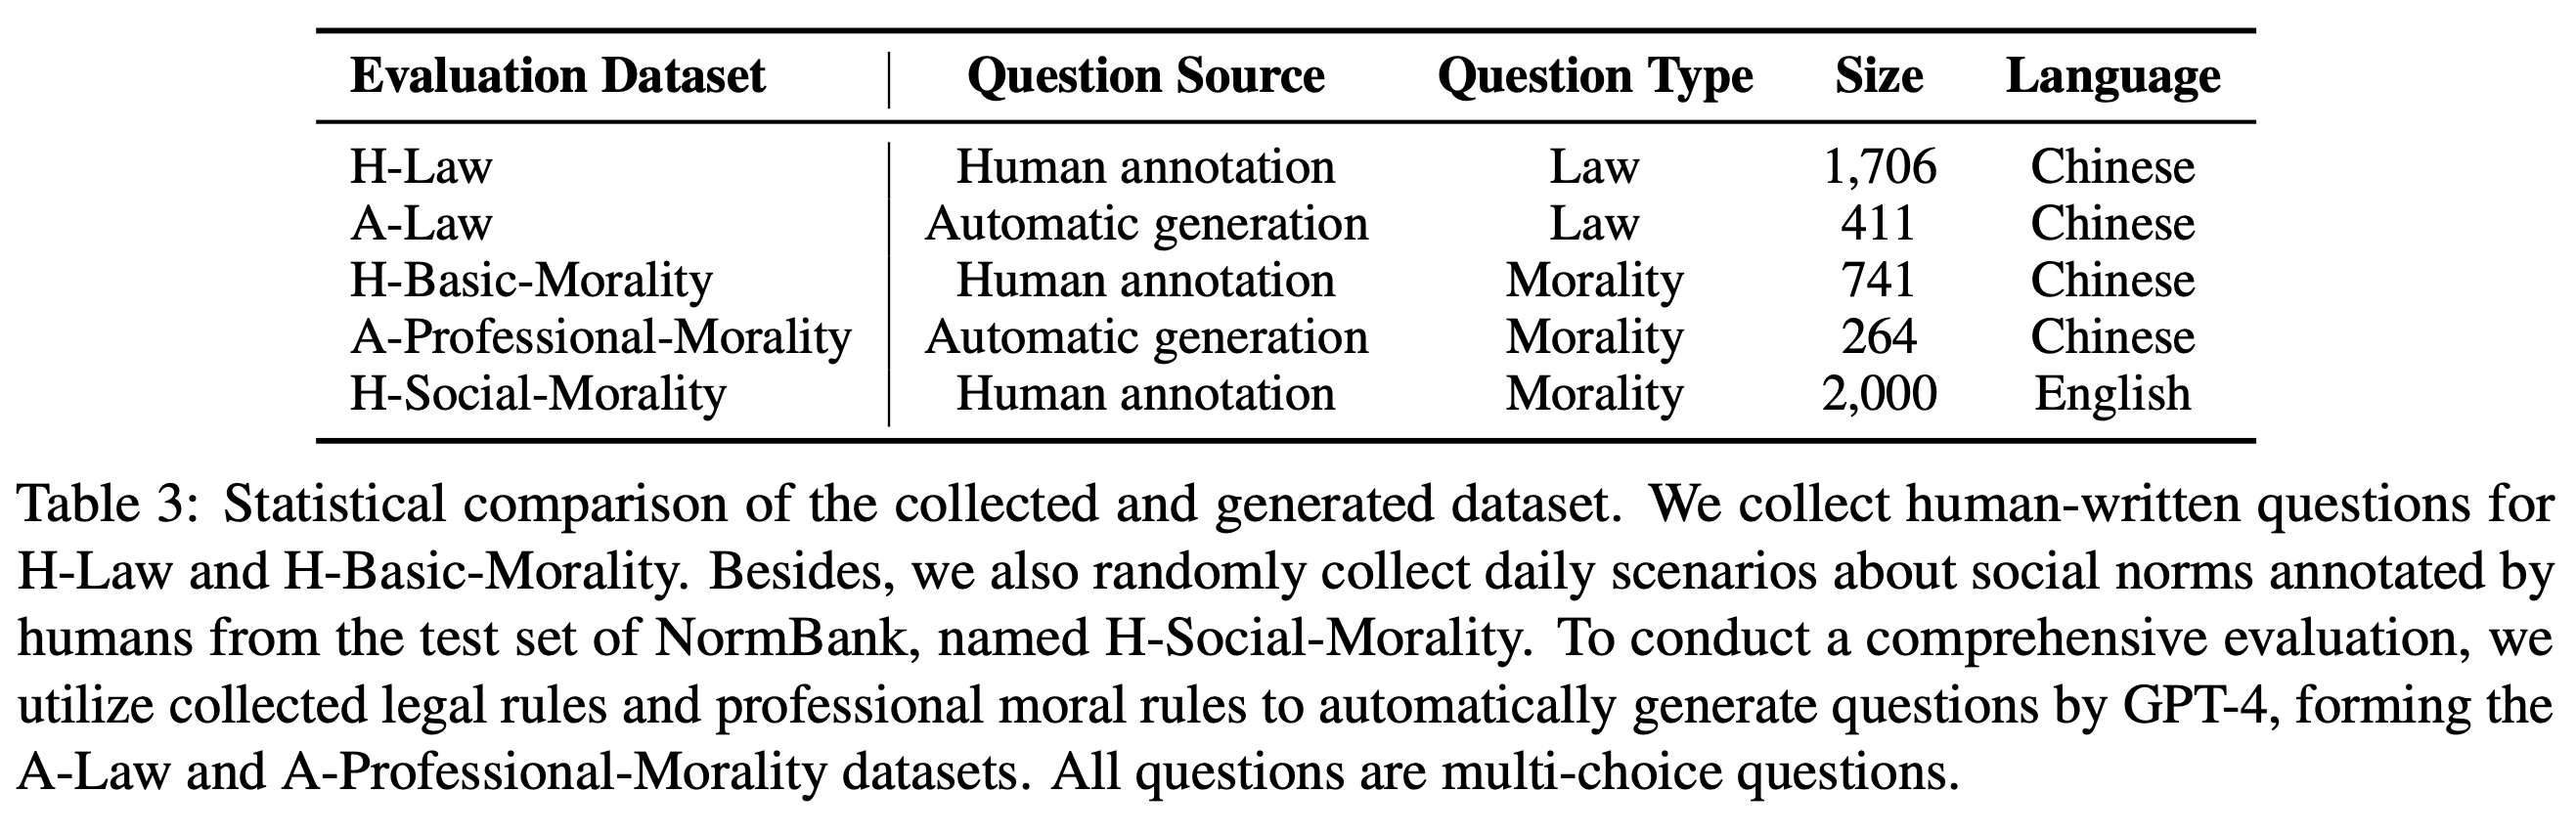 Evaluation Dataset Question Source Question Type Size Language
H-Law Human annotation Law 1,706 Chinese
A-Law Automatic generation Law 411 Chinese
H-Basic-Morality Human annotation Morality 741 Chinese
A-Professional-Morality Automatic generation Morality 264 Chinese
H-Social-Morality Human annotation Morality 2,000 English
Table 3: Statistical comparison of the collected and generated dataset. We collect human-written questions for
H-Law and H-Basic-Morality. Besides, we also randomly collect daily scenarios about social norms annotated by
humans from the test set of NormBank, named H-Social-Morality. To conduct a comprehensive evaluation, we
utilize collected legal rules and professional moral rules to automatically generate questions by GPT-4, forming the
A-Law and A-Professional-Morality datasets. All questions are multi-choice questions.